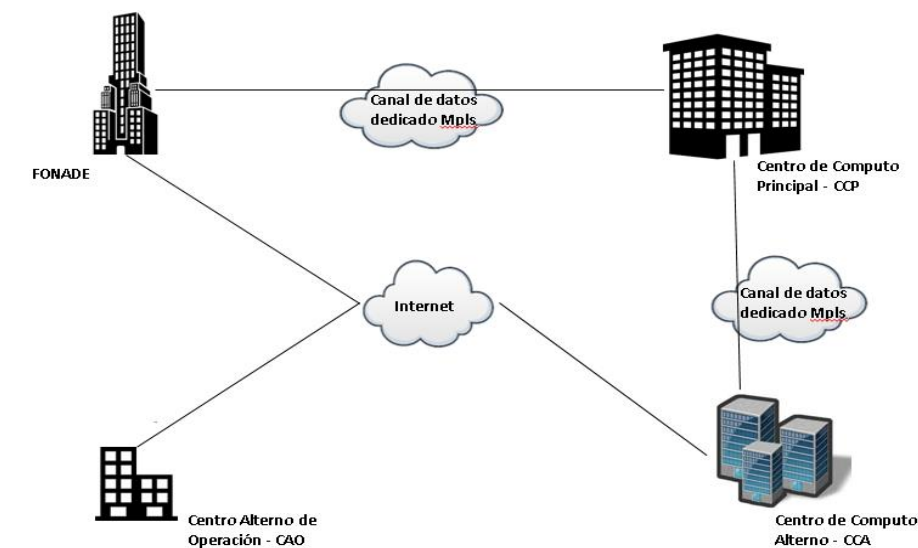 Canal de datos
dedicado Mpls
FONADE
Centro de Computo
Principal - CCP
Internet
Canal de datos
dedicado Mpls
Centro Alterno de
Operación - CAO
Centro de Computo
Alterno - CCA